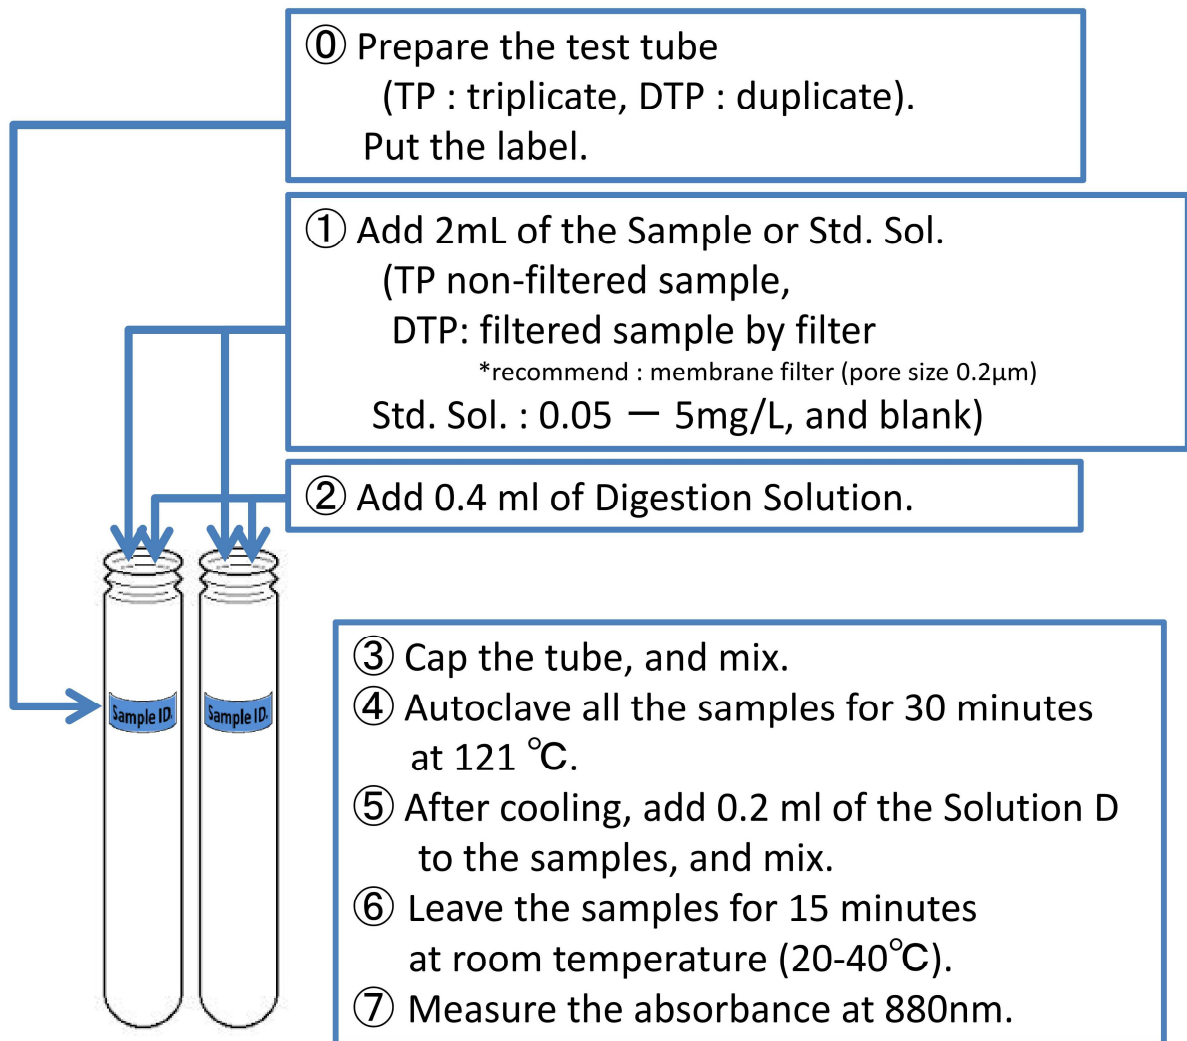 ⓪ Prepare the test tube
(TP : triplicate, DTP : duplicate).
Put the label.
① Add 2mL of the Sample or Std. Sol.
(TP non-filtered sample,
DTP: filtered sample by filter
*recommend : membrane filter (pore size 0.2μm)
Std. Sol. : 0.05 － 5mg/L, and blank)
② Add 0.4 ml of Digestion Solution.
Sample ID.
Sample ID.
③ Cap the tube, and mix.
④ Autoclave all the samples for 30 minutes
at 121 ℃.
⑤ After cooling, add 0.2 ml of the Solution D
to the samples, and mix.
⑥ Leave the samples for 15 minutes
at room temperature (20-40℃).
⑦ Measure the absorbance at 880nm.